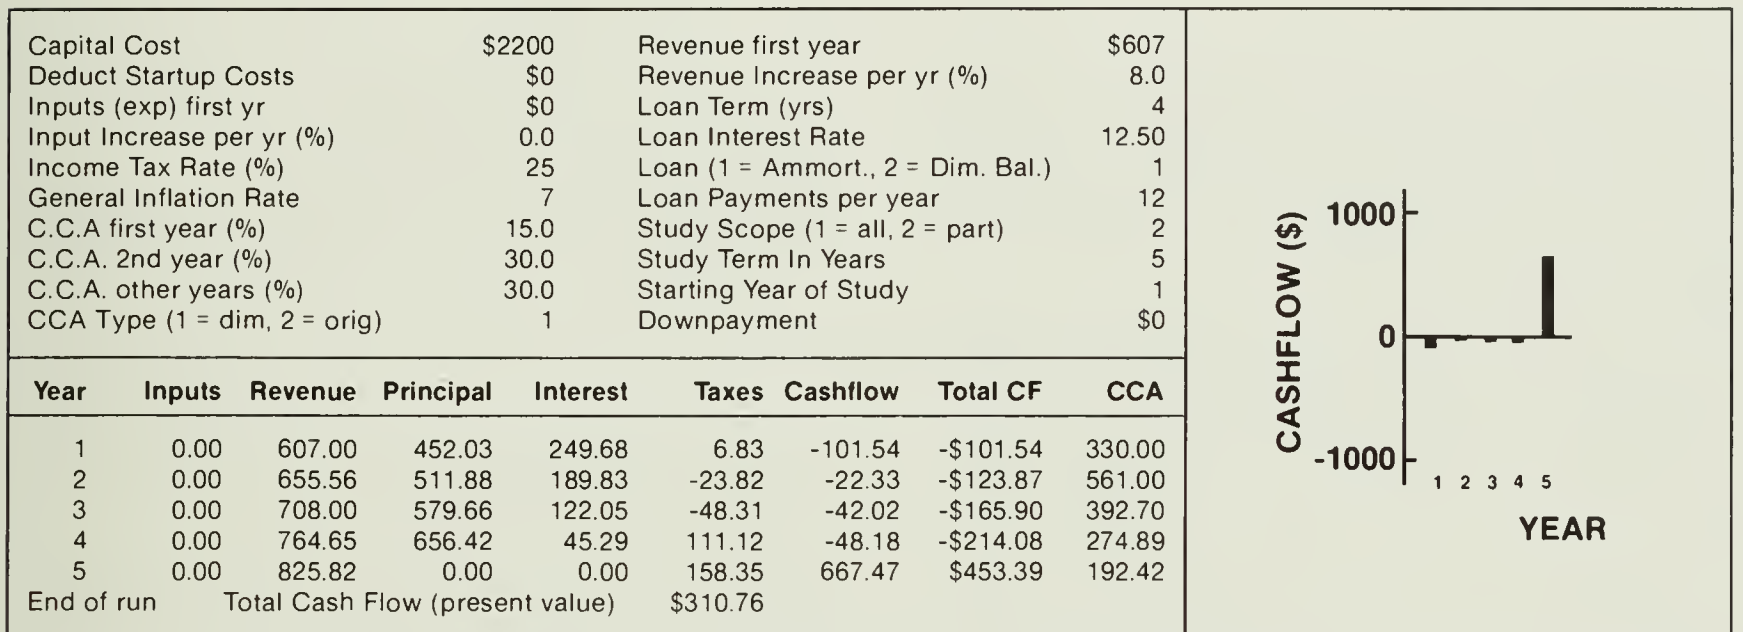 Capital Cost $2200 Revenue first year $607
Deduct Startup Costs $0 Revenue Increase per yr (%) 8.0
Inputs (exp) first yr $0 Loan Term (yrs) 4
Input Increase per yr (%) 0.0 Loan Interest Rate 12.50
Income Tax Rate (%) 25 Loan (1 = Ammort., 2 = Dim. Bal.) 1
General Inflation Rate 7 Loan Payments per year 12
C.C.A first year (%) 15.0 Study Scope (1 = all, 2 = part) 2
C.C.A. 2nd year (%) 30.0 Study Term In Years 5
C.C.A. other years (%) 30.0 Starting Year of Study 1
CCA Type (1 = dim, 2 = orig) 1 Downpayment $0
Year Inputs Revenue Principal Interest Taxes Cashflow Total CF CCA
1 0.00 607.00 452.03 249.68 6.83 -101.54 -$101.54 330.00
2 0.00 655.56 511.88 189.83 -23.82 -22.33 -$123.87 561.00
3 0.00 708.00 579.66 122.05 -48.31 -42.02 -$165.90 392.70
4 0.00 764.65 656.42 45.29 111.12 -48.18 -$214.08 274.89
5 0.00 825.82 0.00 0.00 158.35 667.47 $453.39 192.42
End of run Total Cash Flow (present value) $310.76
CASHFLOW ($)
1000
0
-1000
1 2 3 4 5
YEAR